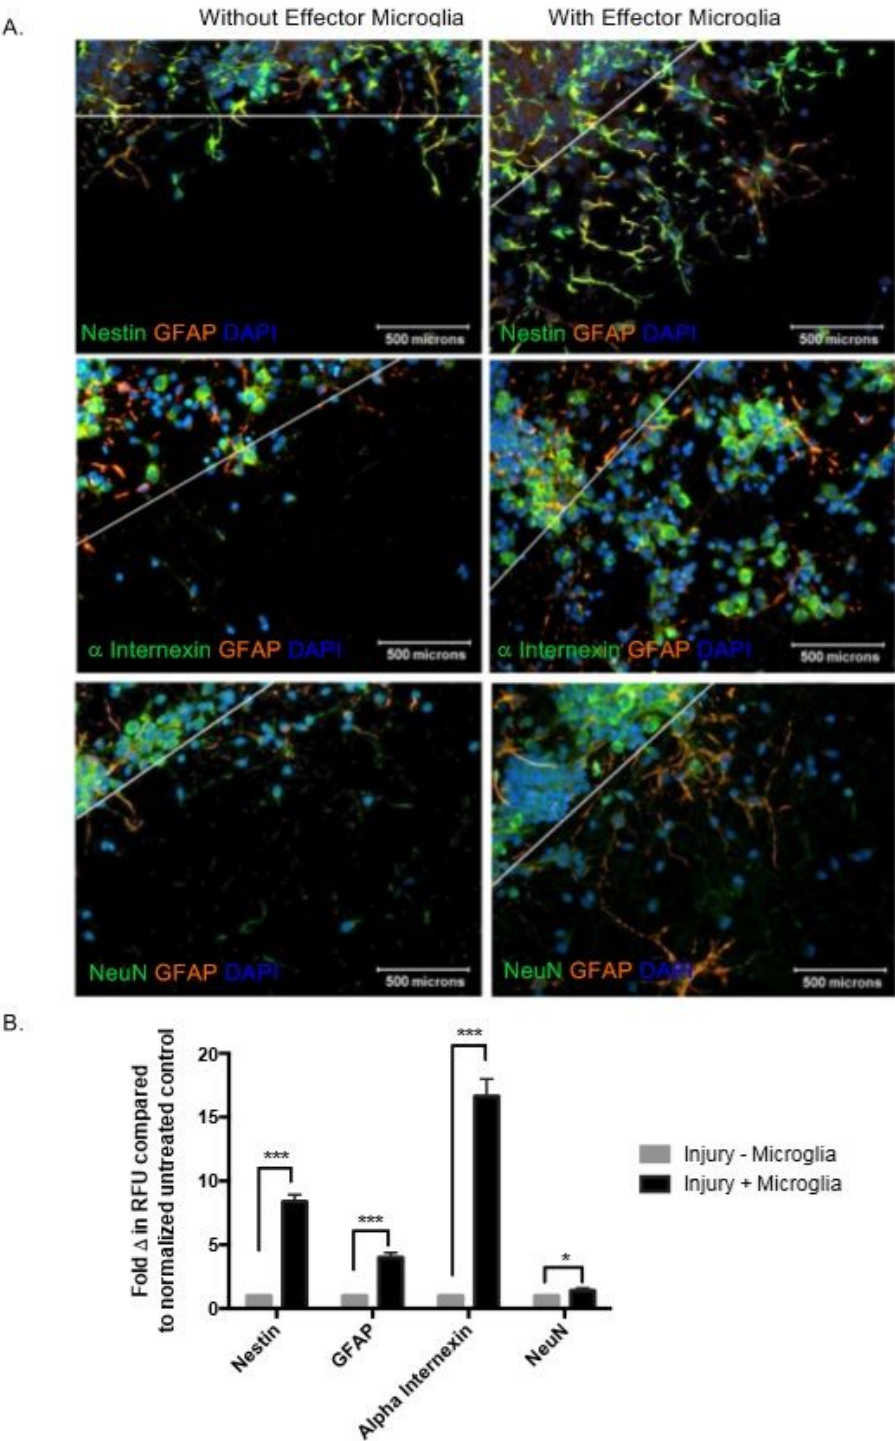 A.
Without Effector Microglia With Effector Microglia
Nestin GFAP DAPI 500 microns
Nestin GFAP DAPI 500 microns
α Internexin GFAP DAPI 500 microns
α Internexin GFAP DAPI 500 microns
NeuN GFAP DAPI 500 microns
NeuN GFAP DAPI 500 microns
B.
Fold Δ in RFU compared
to normalized untreated control
20
15
10
5
0
***
***
***
*
Nestin
GFAP
Alpha Internexin
NeuN
Injury - Microglia
Injury + Microglia